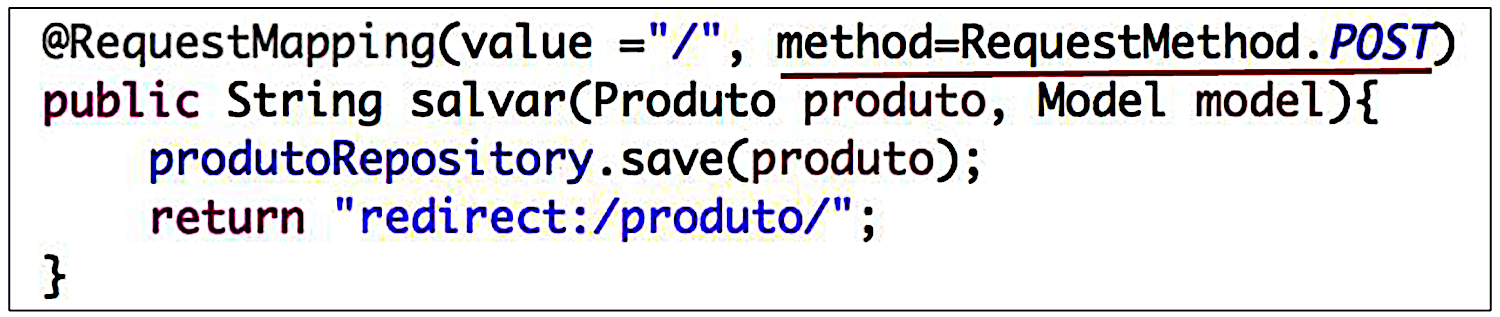 @RequestMapping(value ="/", method=RequestMethod.POST)
public String salvar(Produto produto, Model model){
    produtoRepository.save(produto);
    return "redirect:/produto/";
}